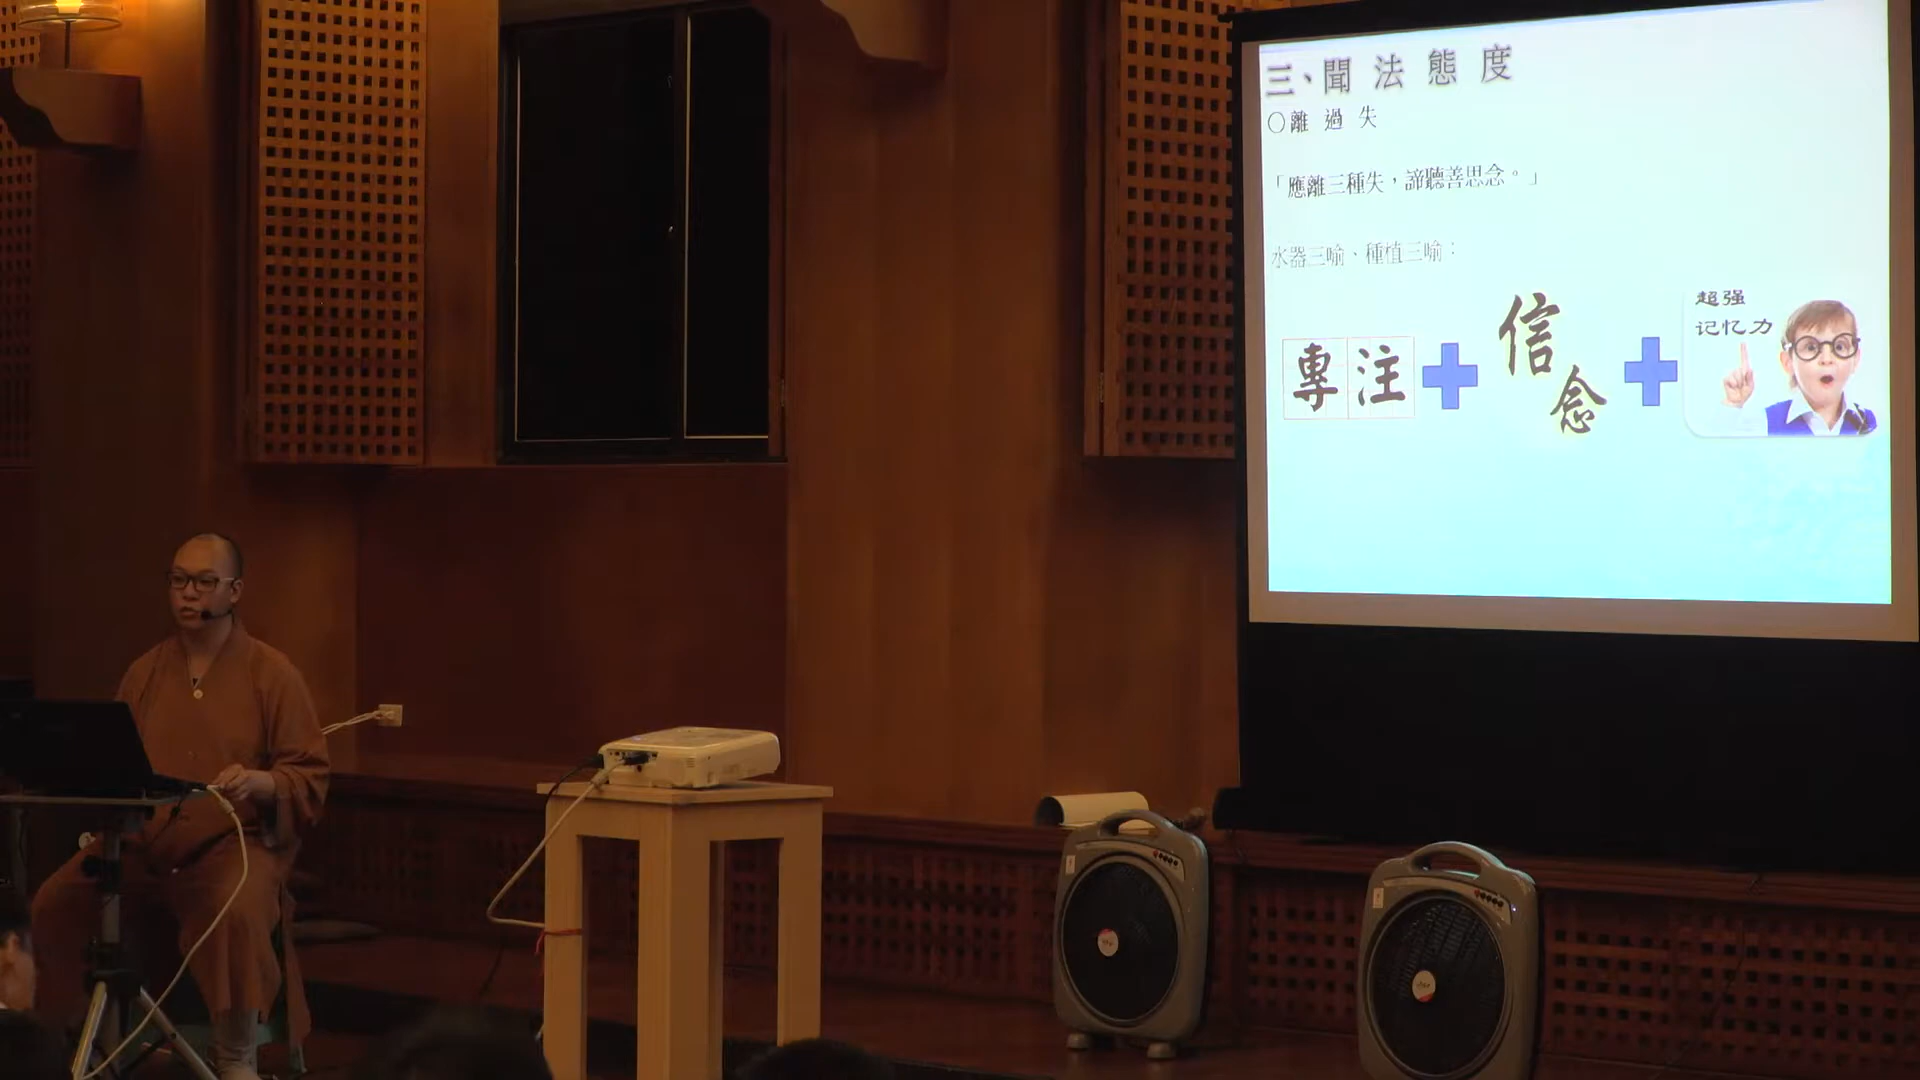 三、聞法態度
○離過失
「應離三種失，諦聽善思念。」
水器三喻、種植三喻：
專注
信念
超强
记忆力